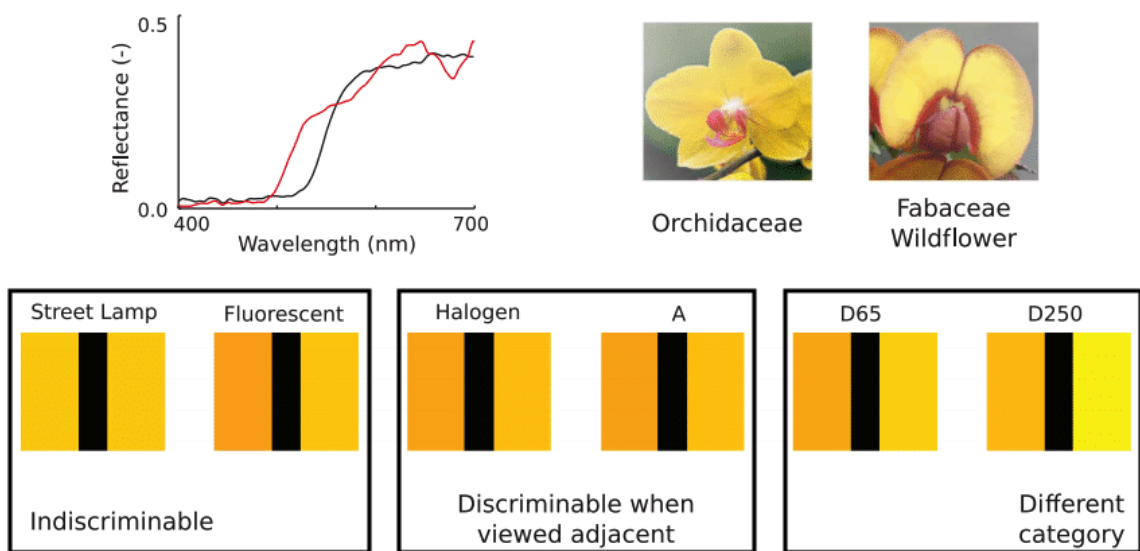 0.5
Reflectance (-)
0.0
400
700
Wavelength (nm)
Orchidaceae
Fabaceae
Wildflower
Street Lamp
Fluorescent
Indiscriminable
Halogen
A
Discriminable when
viewed adjacent
D65
D250
Different
category